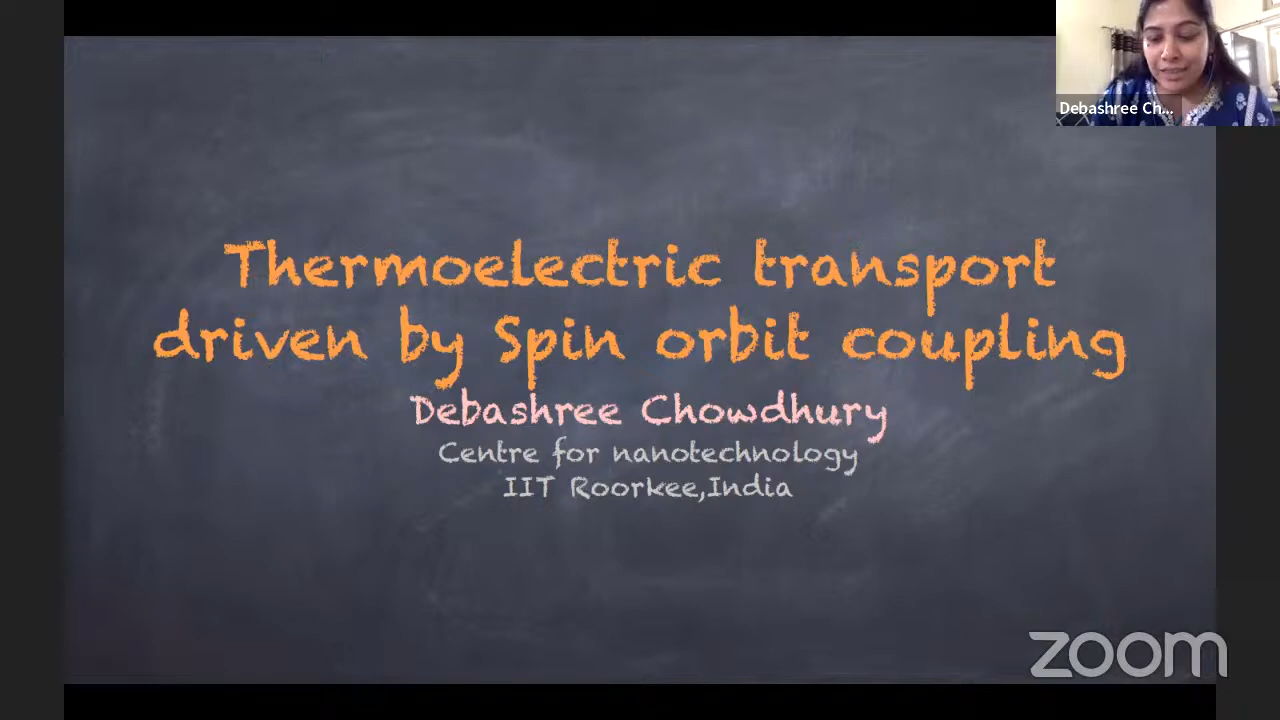 Debashree Ch...
Thermoelectric transport
driven by Spin orbit coupling
Debashree Chowdhury
Centre for nanotechnology
IIT Roorkee,India
zoom